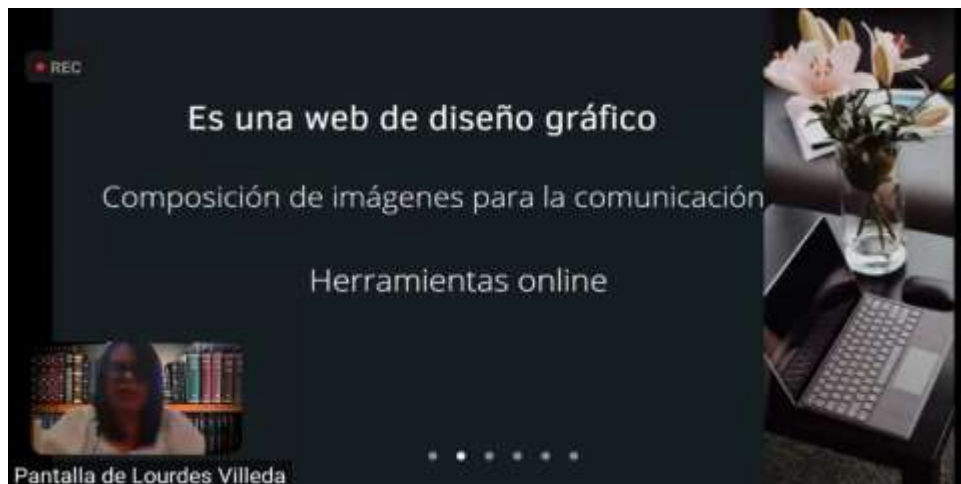 REC
Es una web de diseño gráfico
Composición de imágenes para la comunicación
Herramientas online
Pantalla de Lourdes Villeda